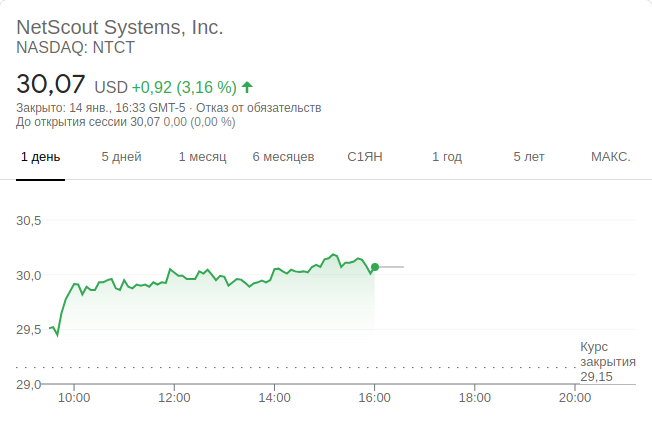 NetScout Systems, Inc.
NASDAQ: NTCT
30,07 USD +0,92 (3,16 %)
Закрыто: 14 янв., 16:33 GMT-5 · Отказ от обязательств
До открытия сессии 30,07 0,00 (0,00 %)
1 день 5 дней 1 месяц 6 месяцев С1ЯН 1 год 5 лет МАКС.
30,5
30,0
29,5
Курс
закрытия
29,15
29,0
10:00 12:00 14:00 16:00 18:00 20:00